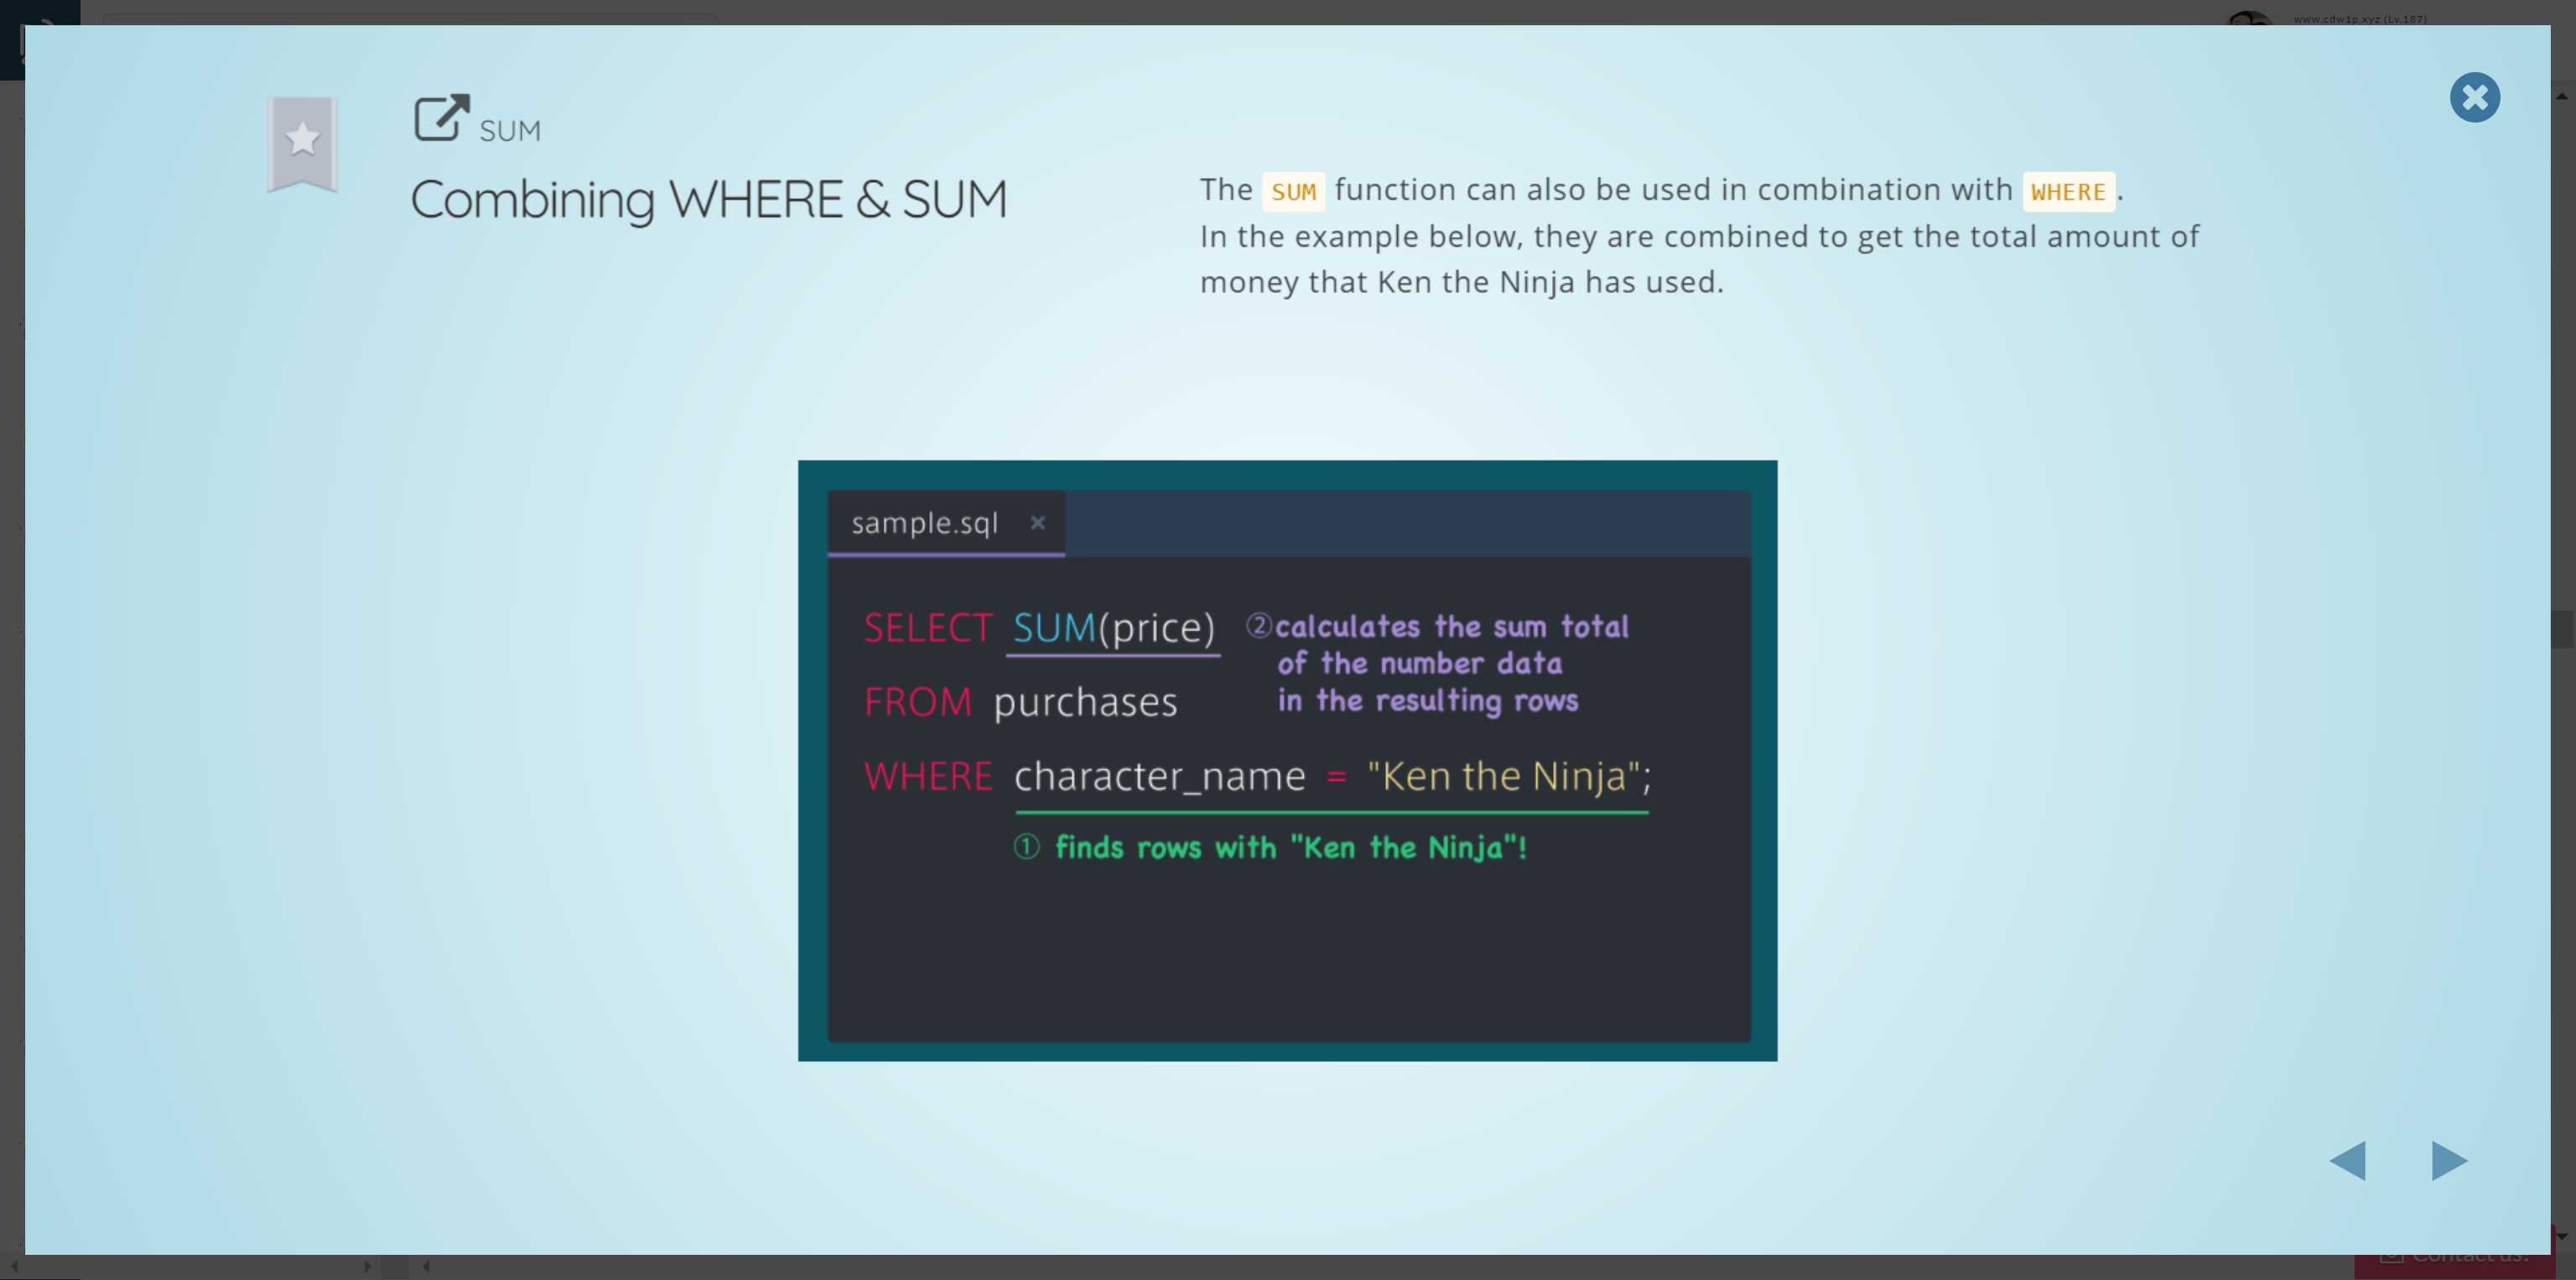 www.cdw1p.xyz (Lv.187)
SUM
Combining WHERE & SUM
The SUM function can also be used in combination with WHERE.
In the example below, they are combined to get the total amount of
money that Ken the Ninja has used.
sample.sql ×
SELECT SUM(price) ②calculates the sum total
of the number data
FROM purchases in the resulting rows
WHERE character_name = "Ken the Ninja";
① finds rows with "Ken the Ninja"!
Contact us!